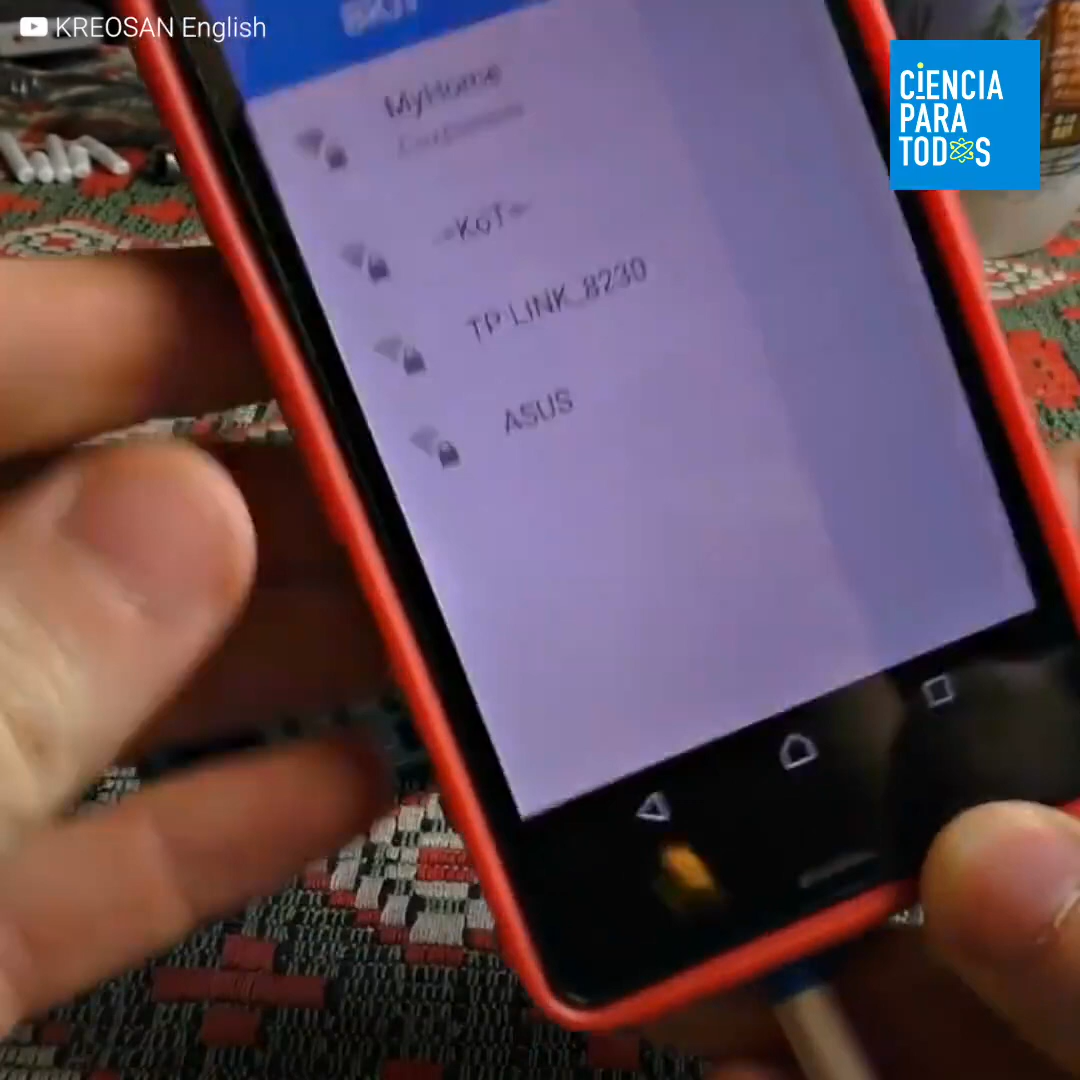 KREOSAN English
CiENCIA
PARA
TODOS
MyHome
-=KoT=-
TP-LINK_8230
ASUS